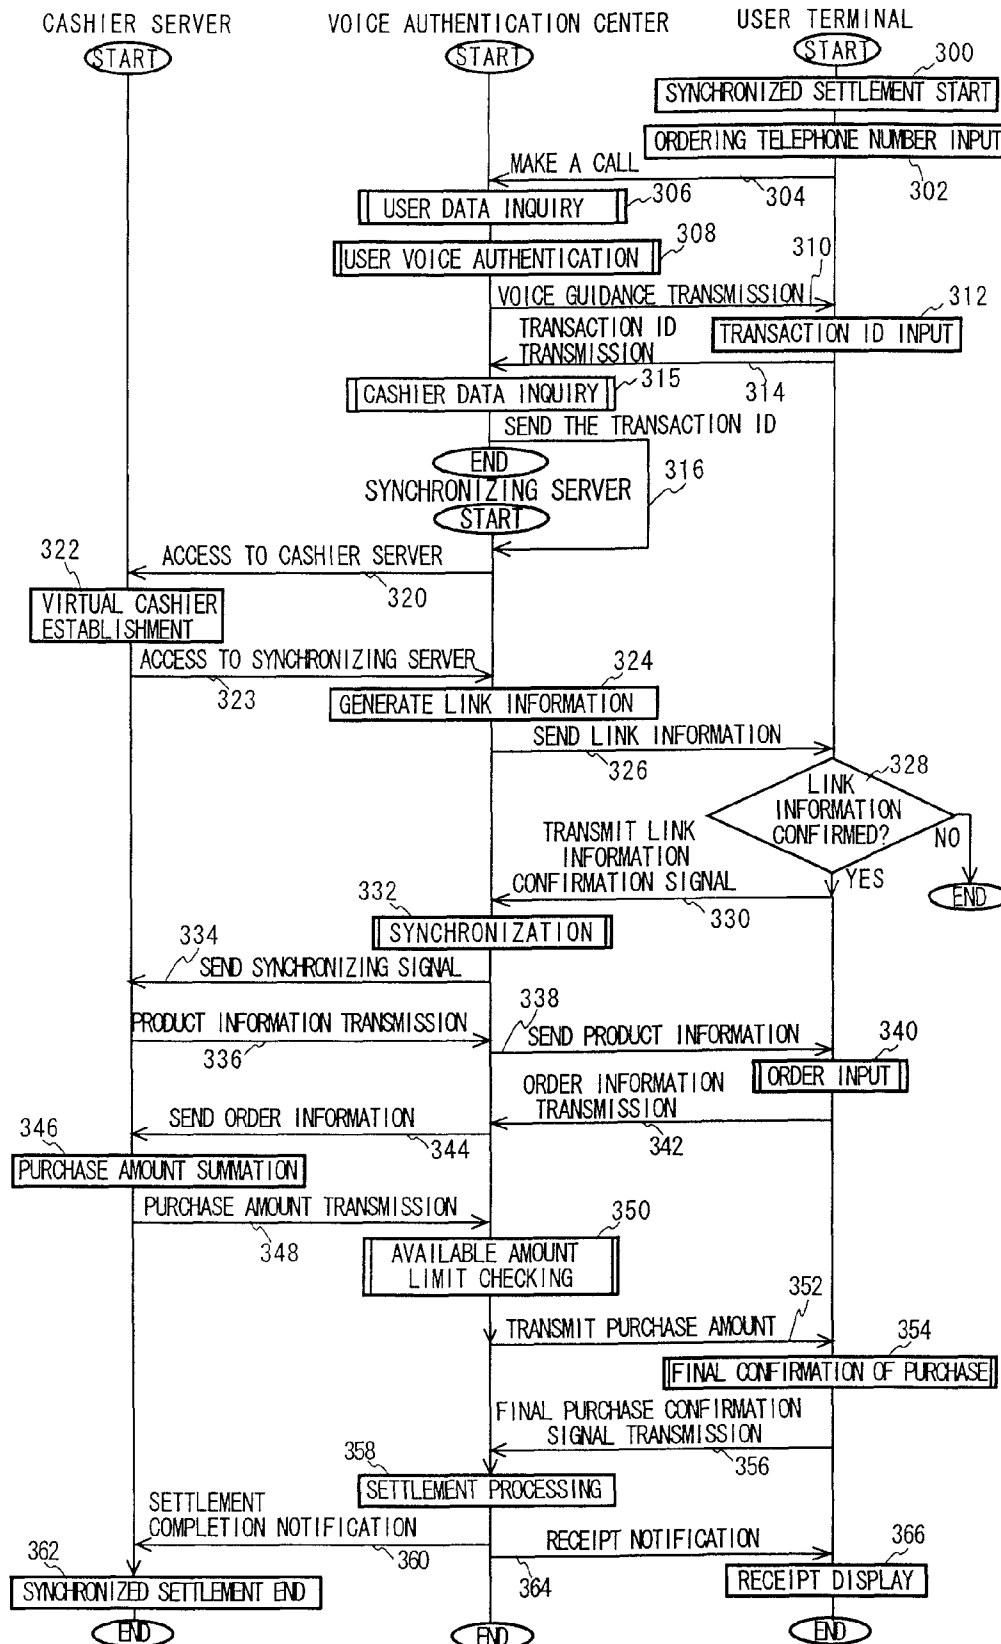 CASHIER SERVER
VOICE AUTHENTICATION CENTER
USER TERMINAL
START
START
START
300
SYNCHRONIZED SETTLEMENT START
ORDERING TELEPHONE NUMBER INPUT
302
MAKE A CALL
304
USER DATA INQUIRY
306
USER VOICE AUTHENTICATION
308
VOICE GUIDANCE TRANSMISSION
310
312
TRANSACTION ID INPUT
TRANSACTION ID
TRANSMISSION
314
CASHIER DATA INQUIRY
315
SEND THE TRANSACTION ID
END
316
SYNCHRONIZING SERVER
START
ACCESS TO CASHIER SERVER
320
322
VIRTUAL CASHIER
ESTABLISHMENT
ACCESS TO SYNCHRONIZING SERVER
323
324
GENERATE LINK INFORMATION
SEND LINK INFORMATION
326
328
LINK
INFORMATION
CONFIRMED?
NO
YES
END
TRANSMIT LINK
INFORMATION
CONFIRMATION SIGNAL
330
332
SYNCHRONIZATION
334
SEND SYNCHRONIZING SIGNAL
PRODUCT INFORMATION TRANSMISSION
336
338
SEND PRODUCT INFORMATION
340
ORDER INPUT
ORDER INFORMATION
TRANSMISSION
342
SEND ORDER INFORMATION
344
346
PURCHASE AMOUNT SUMMATION
PURCHASE AMOUNT TRANSMISSION
348
350
AVAILABLE AMOUNT
LIMIT CHECKING
352
TRANSMIT PURCHASE AMOUNT
354
FINAL CONFIRMATION OF PURCHASE
FINAL PURCHASE CONFIRMATION
SIGNAL TRANSMISSION
356
358
SETTLEMENT PROCESSING
SETTLEMENT
COMPLETION NOTIFICATION
360
RECEIPT NOTIFICATION
364
362
SYNCHRONIZED SETTLEMENT END
366
RECEIPT DISPLAY
END
END
END